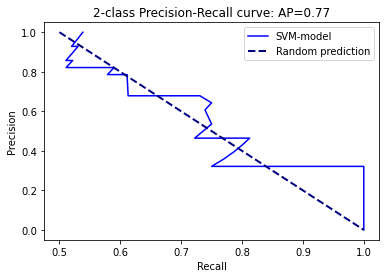 2-class Precision-Recall curve: AP=0.77
SVM-model
Random prediction
1.0
0.8
0.6
0.4
0.2
0.0
Precision
0.5
0.6
0.7
0.8
0.9
1.0
Recall